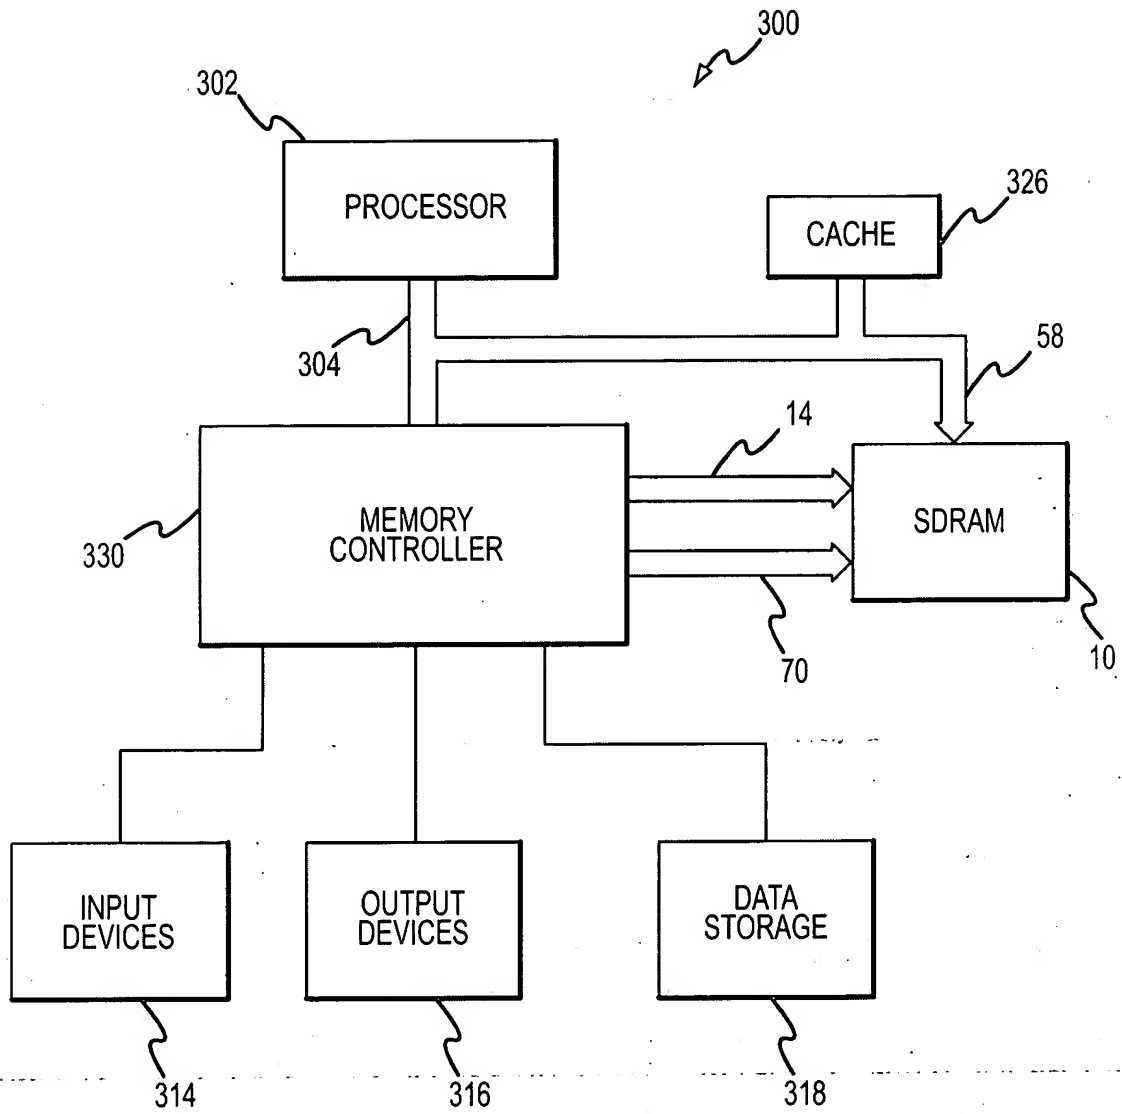 300
302
PROCESSOR
326
CACHE
304
58
14
330
MEMORY
CONTROLLER
SDRAM
70
10
INPUT
DEVICES
OUTPUT
DEVICES
DATA
STORAGE
314
316
318